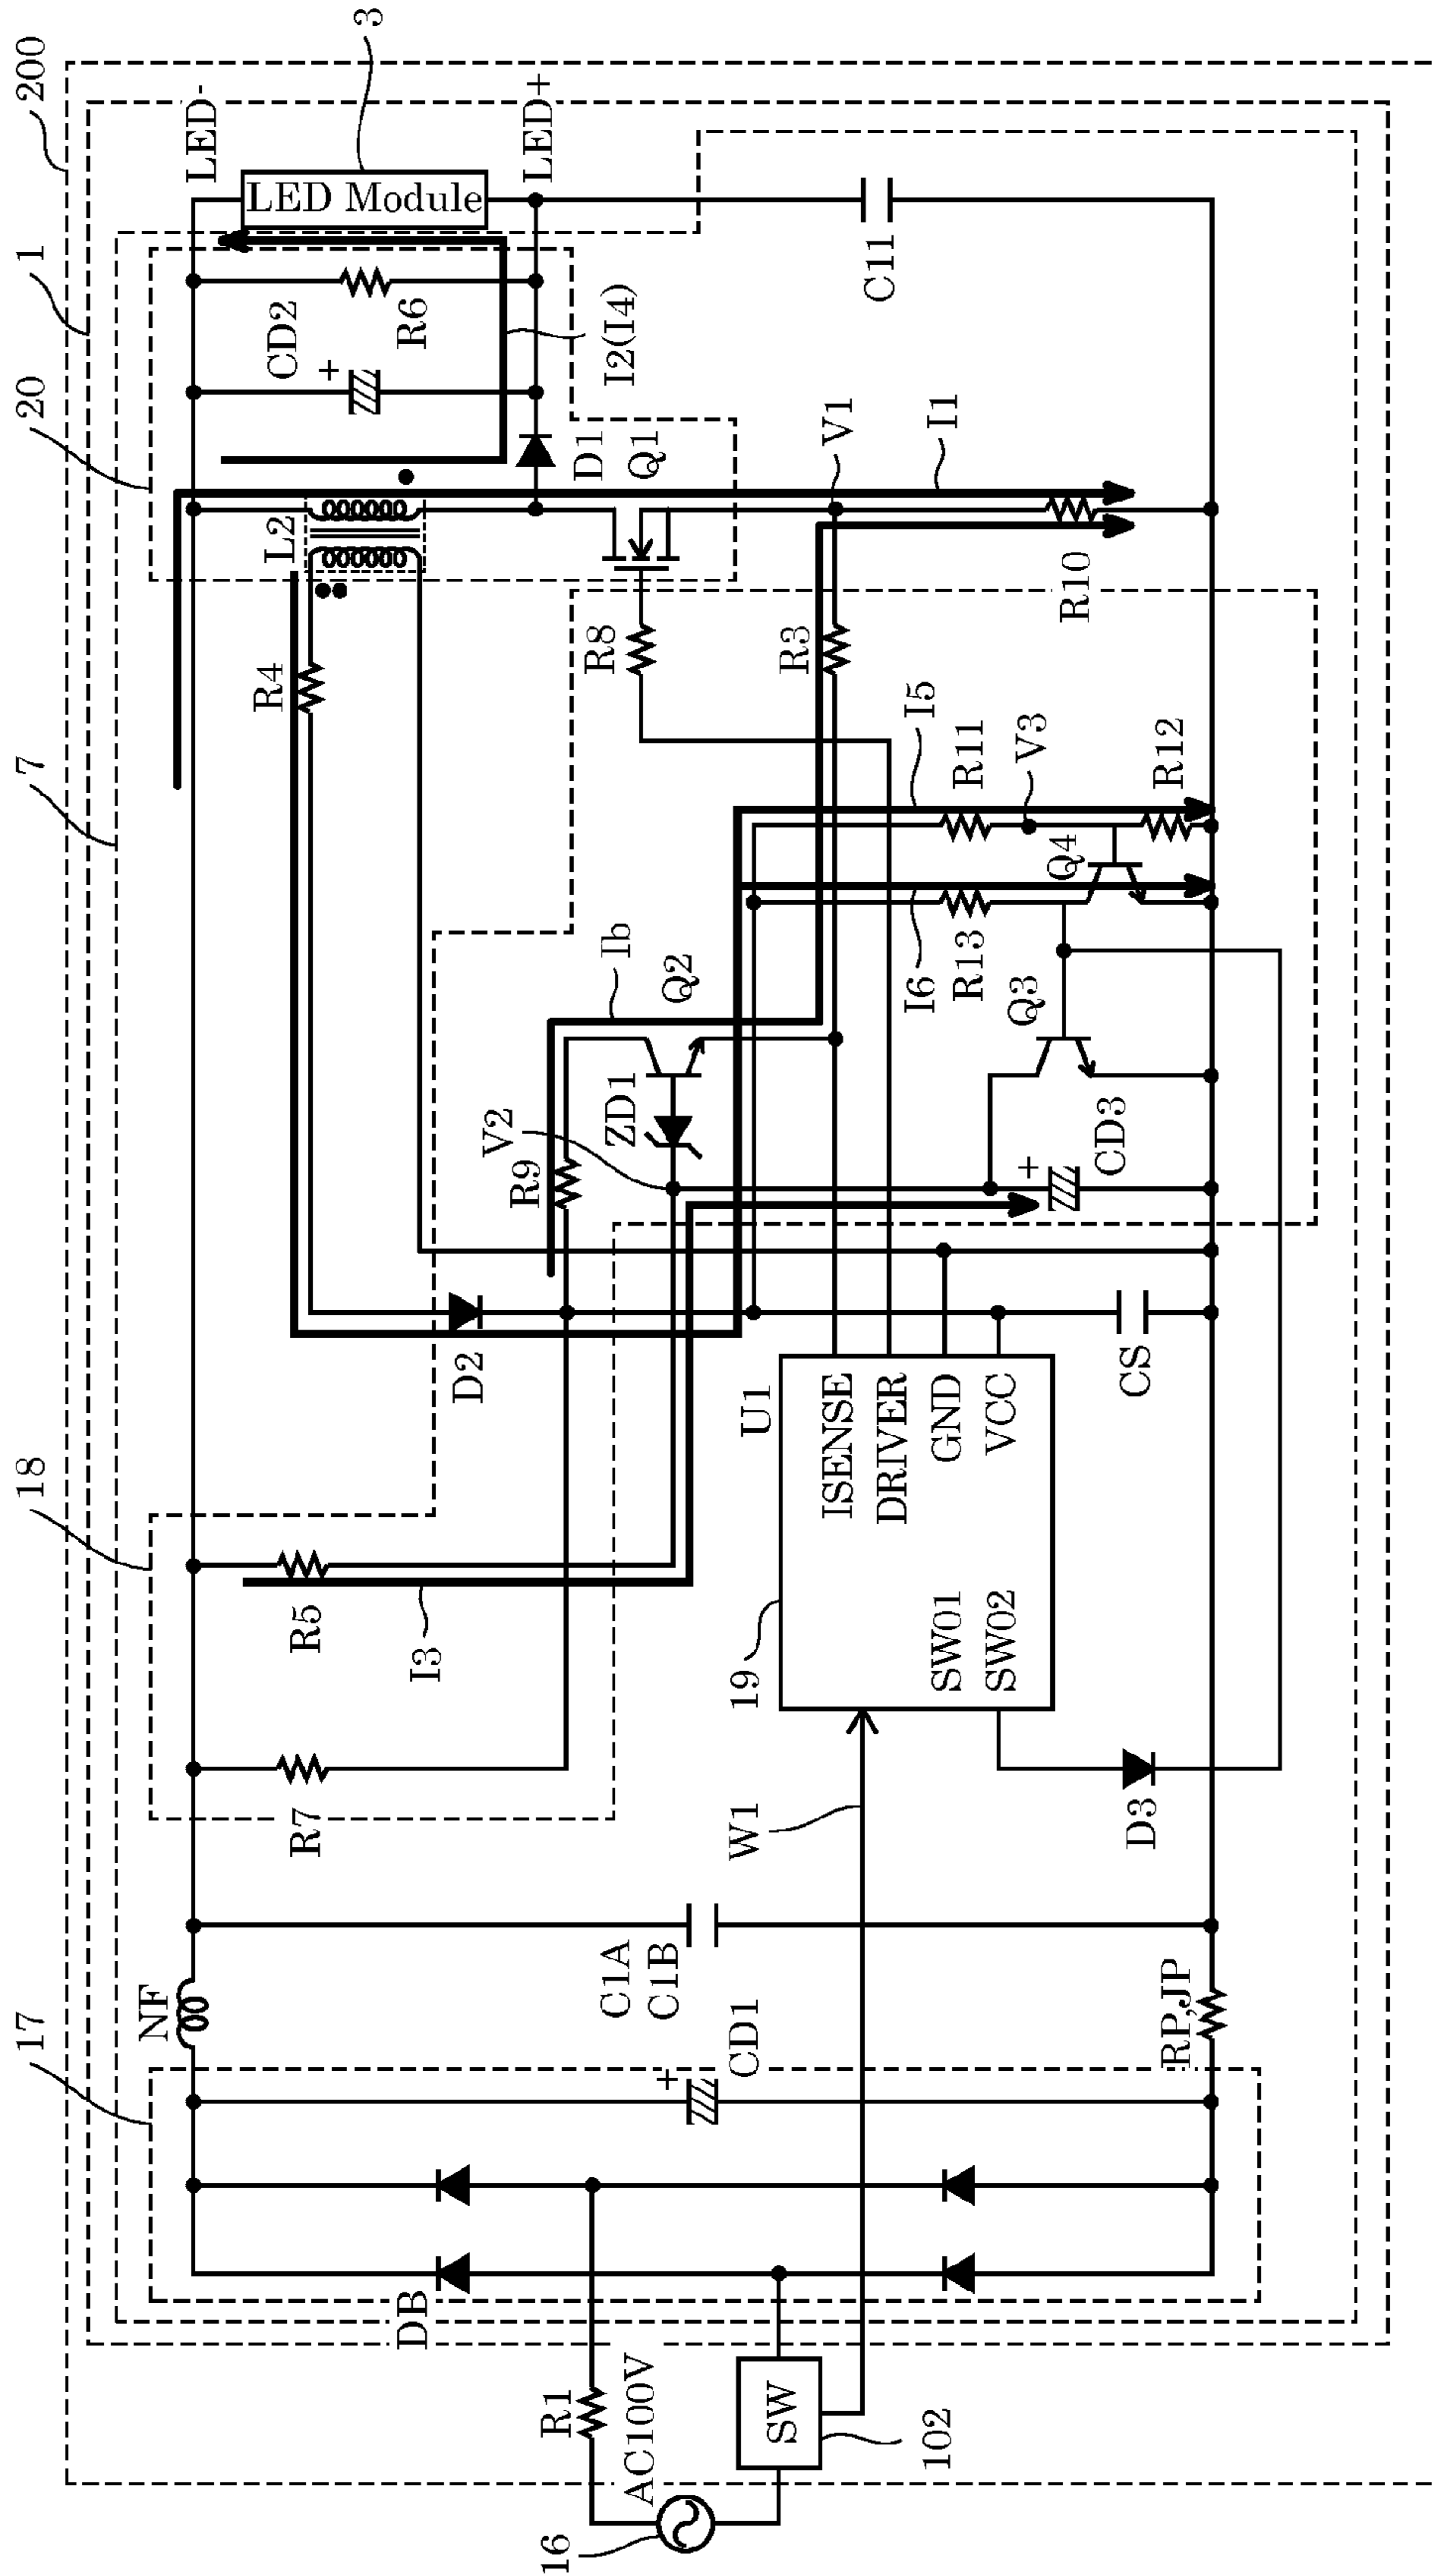 200
1
20
7
18
17
3
LED-
LED Module
LED+
CD2
+
R6
I2(I4)
C11
L2
D1
Q1
V1
I1
R10
R4
R8
R3
I5
R11
V3
R12
Q4
Ib
Q2
I6
R13
Q3
V2
ZD1
R9
+
CD3
D2
U1
ISENSE
DRIVER
GND
VCC
CS
R5
I3
19
SW01
SW02
R7
W1
D3
NF
C1A
C1B
+
CD1
RP,JP
DB
R1
AC100V
SW
102
16